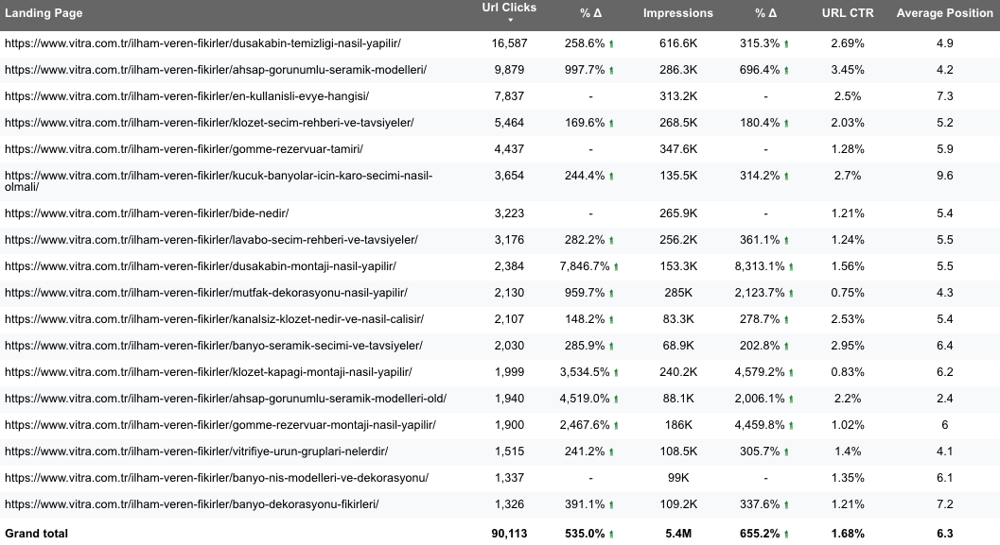 Landing Page Url Clicks % Δ Impressions % Δ URL CTR Average Position
https://www.vitra.com.tr/ilham-veren-fikirler/dusakabin-temizligi-nasil-yapilir/ 16,587 258.6% 616.6K 315.3% 2.69% 4.9
https://www.vitra.com.tr/ilham-veren-fikirler/ahsap-gorunumlu-seramik-modelleri/ 9,879 997.7% 286.3K 696.4% 3.45% 4.2
https://www.vitra.com.tr/ilham-veren-fikirler/en-kullanisli-evye-hangisi/ 7,837 - 313.2K - 2.5% 7.3
https://www.vitra.com.tr/ilham-veren-fikirler/klozet-secim-rehberi-ve-tavsiyeler/ 5,464 169.6% 268.5K 180.4% 2.03% 5.2
https://www.vitra.com.tr/ilham-veren-fikirler/gomme-rezervuar-tamiri/ 4,437 - 347.6K - 1.28% 5.9
https://www.vitra.com.tr/ilham-veren-fikirler/kucuk-banyolar-icin-karo-secimi-nasil- 3,654 244.4% 135.5K 314.2% 2.7% 9.6
olmali/
https://www.vitra.com.tr/ilham-veren-fikirler/bide-nedir/ 3,223 - 265.9K - 1.21% 5.4
https://www.vitra.com.tr/ilham-veren-fikirler/lavabo-secim-rehberi-ve-tavsiyeler/ 3,176 282.2% 256.2K 361.1% 1.24% 5.5
https://www.vitra.com.tr/ilham-veren-fikirler/dusakabin-montaji-nasil-yapilir/ 2,384 7,846.7% 153.3K 8,313.1% 1.56% 5.5
https://www.vitra.com.tr/ilham-veren-fikirler/mutfak-dekorasyonu-nasil-yapilir/ 2,130 959.7% 285K 2,123.7% 0.75% 4.3
https://www.vitra.com.tr/ilham-veren-fikirler/kanalsiz-klozet-nedir-ve-nasil-calisir/ 2,107 148.2% 83.3K 278.7% 2.53% 5.4
https://www.vitra.com.tr/ilham-veren-fikirler/banyo-seramik-secimi-ve-tavsiyeler/ 2,030 285.9% 68.9K 202.8% 2.95% 6.4
https://www.vitra.com.tr/ilham-veren-fikirler/klozet-kapagi-montaji-nasil-yapilir/ 1,999 3,534.5% 240.2K 4,579.2% 0.83% 6.2
https://www.vitra.com.tr/ilham-veren-fikirler/ahsap-gorunumlu-seramik-modelleri-old/ 1,940 4,519.0% 88.1K 2,006.1% 2.2% 2.4
https://www.vitra.com.tr/ilham-veren-fikirler/gomme-rezervuar-montaji-nasil-yapilir/ 1,900 2,467.6% 186K 4,459.8% 1.02% 6
https://www.vitra.com.tr/ilham-veren-fikirler/vitrifiye-urun-gruplari-nelerdir/ 1,515 241.2% 108.5K 305.7% 1.4% 4.1
https://www.vitra.com.tr/ilham-veren-fikirler/banyo-nis-modelleri-ve-dekorasyonu/ 1,337 - 99K - 1.35% 6.1
https://www.vitra.com.tr/ilham-veren-fikirler/banyo-dekorasyonu-fikirleri/ 1,326 391.1% 109.2K 337.6% 1.21% 7.2
Grand total 90,113 535.0% 5.4M 655.2% 1.68% 6.3